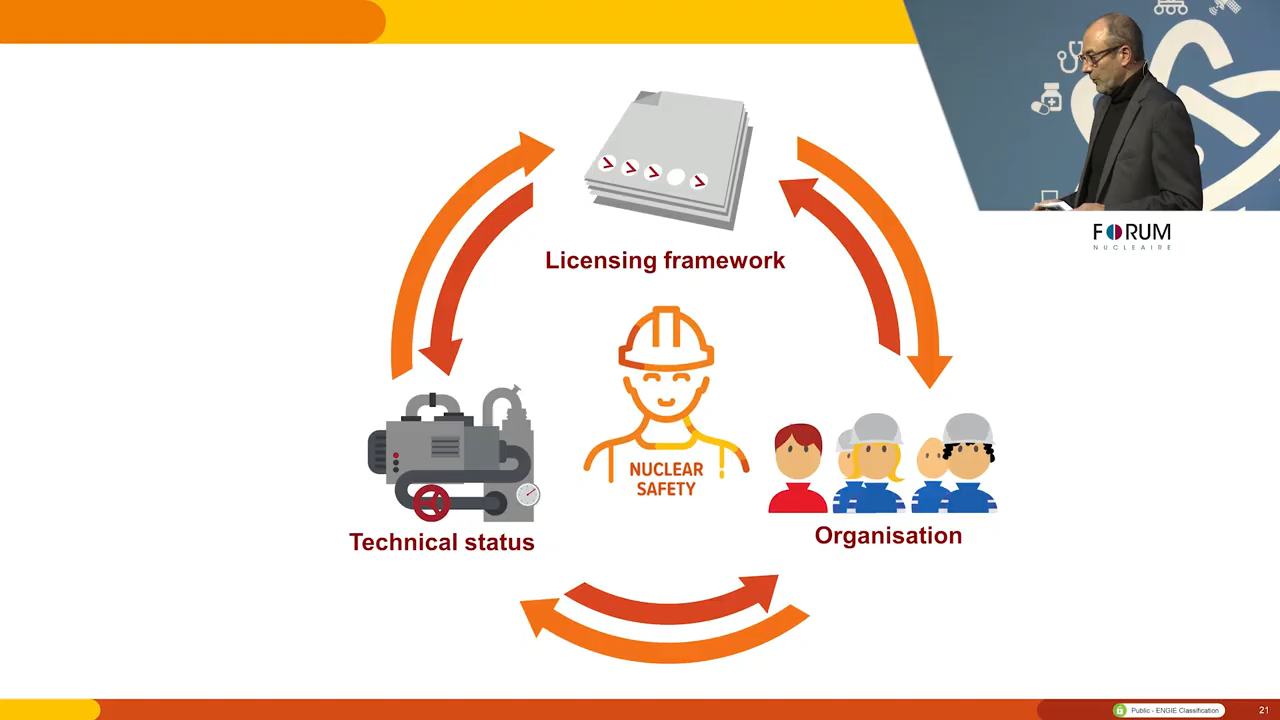 FORUM
NUCLEAIRE
Licensing framework
NUCLEAR
SAFETY
Technical status
Organisation
Public - ENGIE Classification
21